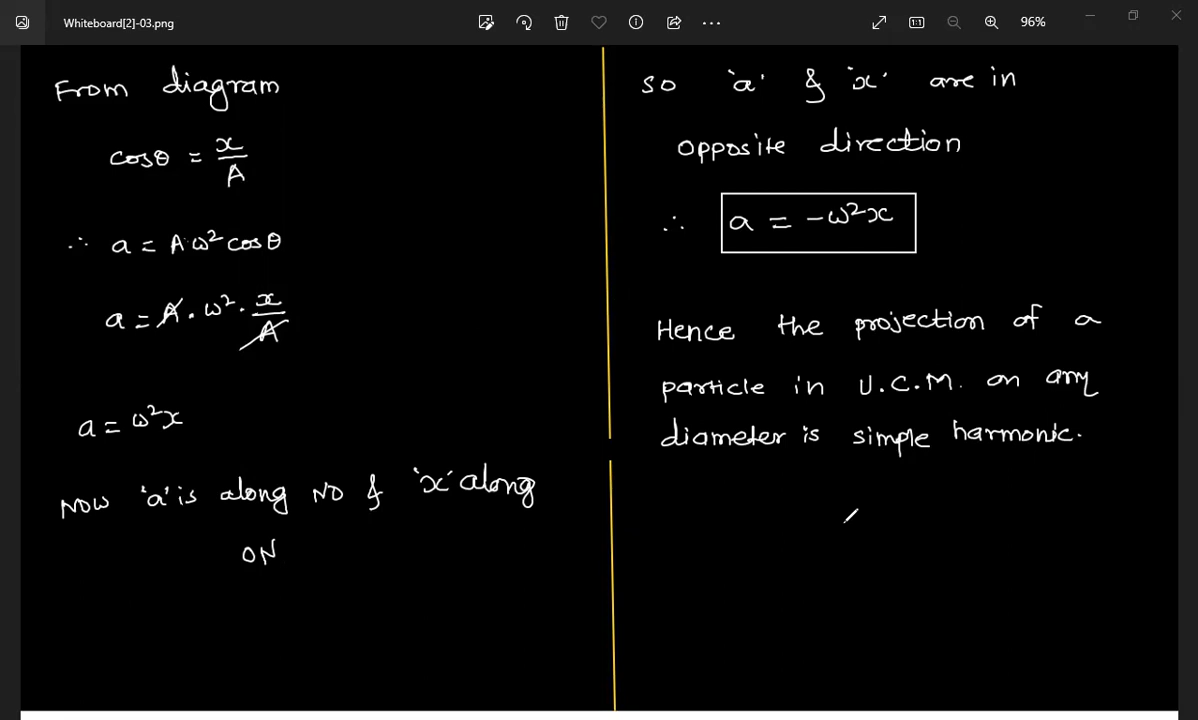 Whiteboard[2]-03.png
96%
From diagram
cosθ = x/A
∴ a = Aω² cosθ
a = A · ω² · x/A
a = ω²x
Now 'a' is along NO & 'x' along
ON
so 'a' & 'x' are in
opposite direction
∴ a = -ω²x
Hence the projection of a
particle in U.C.M. on any
diameter is simple harmonic.